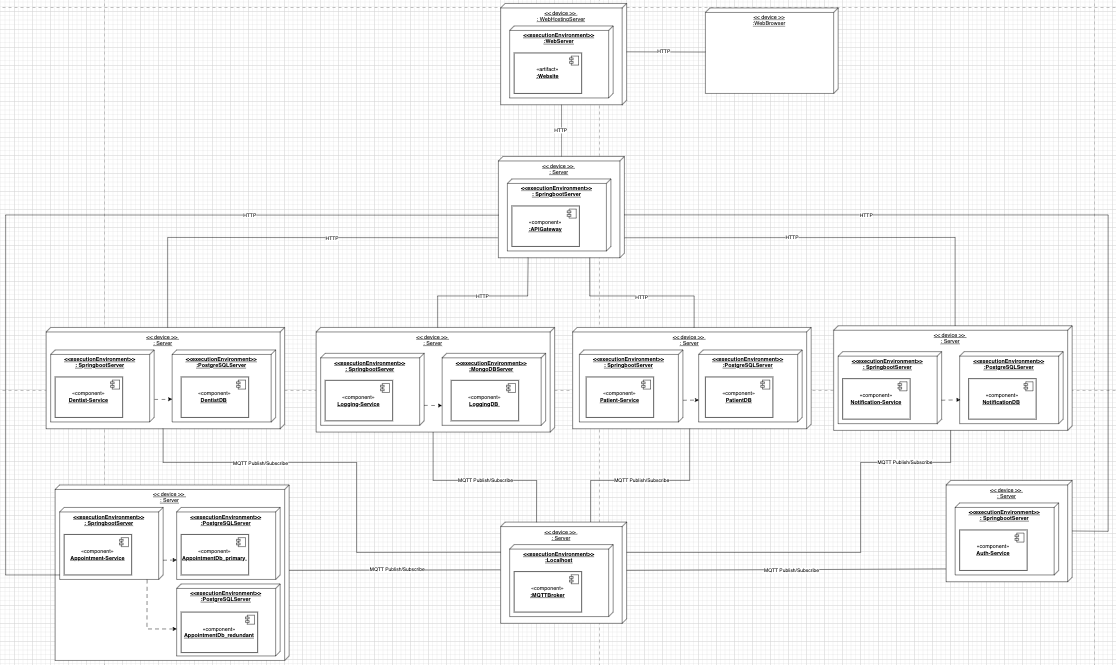 << device >>
: WebHostingServer
<<executionEnvironment>>
:WebServer
«artifact»
:Website
HTTP
<< device >>
:WebBrowser
HTTP
<< device >>
: Server
<<executionEnvironment>>
: SpringbootServer
«component»
:APIGateway
HTTP
HTTP
HTTP
HTTP
HTTP
HTTP
<< device >>
: Server
<<executionEnvironment>>
: SpringbootServer
«component»
Dentist-Service
<<executionEnvironment>>
:PostgreSQLServer
«component»
DentistDB
<< device >>
: Server
<<executionEnvironment>>
: SpringbootServer
«component»
Logging-Service
<<executionEnvironment>>
:MongoDBServer
«component»
LoggingDB
<< device >>
: Server
<<executionEnvironment>>
: SpringbootServer
«component»
Patient-Service
<<executionEnvironment>>
:PostgreSQLServer
«component»
PatientDB
<< device >>
: Server
<<executionEnvironment>>
: SpringbootServer
«component»
Notification-Service
<<executionEnvironment>>
:PostgreSQLServer
«component»
NotificationDB
MQTT Publish/Subscribe
MQTT Publish/Subscribe
MQTT Publish/Subscribe
MQTT Publish/Subscribe
<< device >>
: Server
<<executionEnvironment>>
: SpringbootServer
«component»
Appointment-Service
<<executionEnvironment>>
:PostgreSQLServer
«component»
AppointmentDb_primary
<<executionEnvironment>>
:PostgreSQLServer
«component»
AppointmentDb_redundant
MQTT Publish/Subscribe
<< device >>
: Server
<<executionEnvironment>>
:Localhost
«component»
:MQTTBroker
MQTT Publish/Subscribe
<< device >>
: Server
<<executionEnvironment>>
: SpringbootServer
«component»
Auth-Service